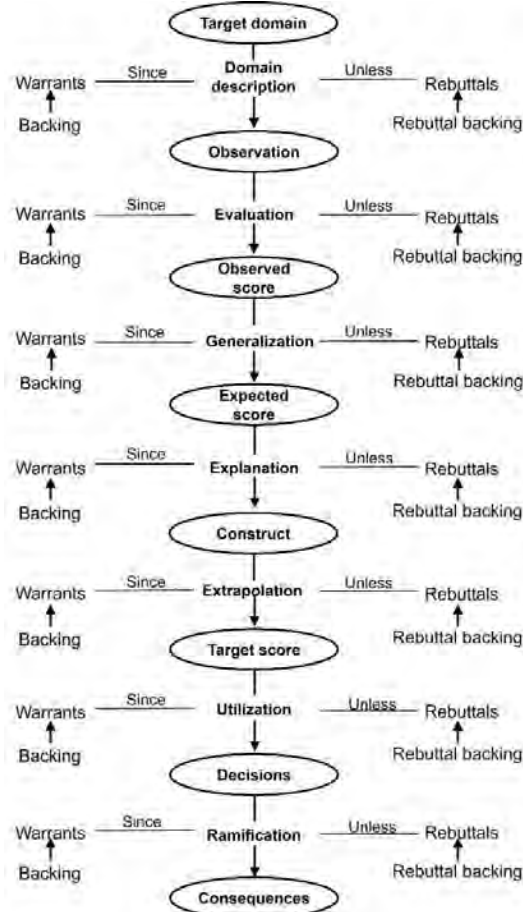 Target domain
Since
Unless
Warrants
Domain
description
Rebuttals
Backing
Rebuttal backing
Observation
Since
Unless
Warrants
Evaluation
Rebuttals
Backing
Rebuttal backing
Observed
score
Since
Unless
Warrants
Generalization
Rebuttals
Backing
Rebuttal backing
Expected
score
Since
Unless
Warrants
Explanation
Rebuttals
Backing
Rebuttal backing
Construct
Since
Unless
Warrants
Extrapolation
Rebuttals
Backing
Rebuttal backing
Target score
Since
Unless
Warrants
Utilization
Rebuttals
Backing
Rebuttal backing
Decisions
Since
Unless
Warrants
Ramification
Rebuttals
Backing
Rebuttal backing
Consequences